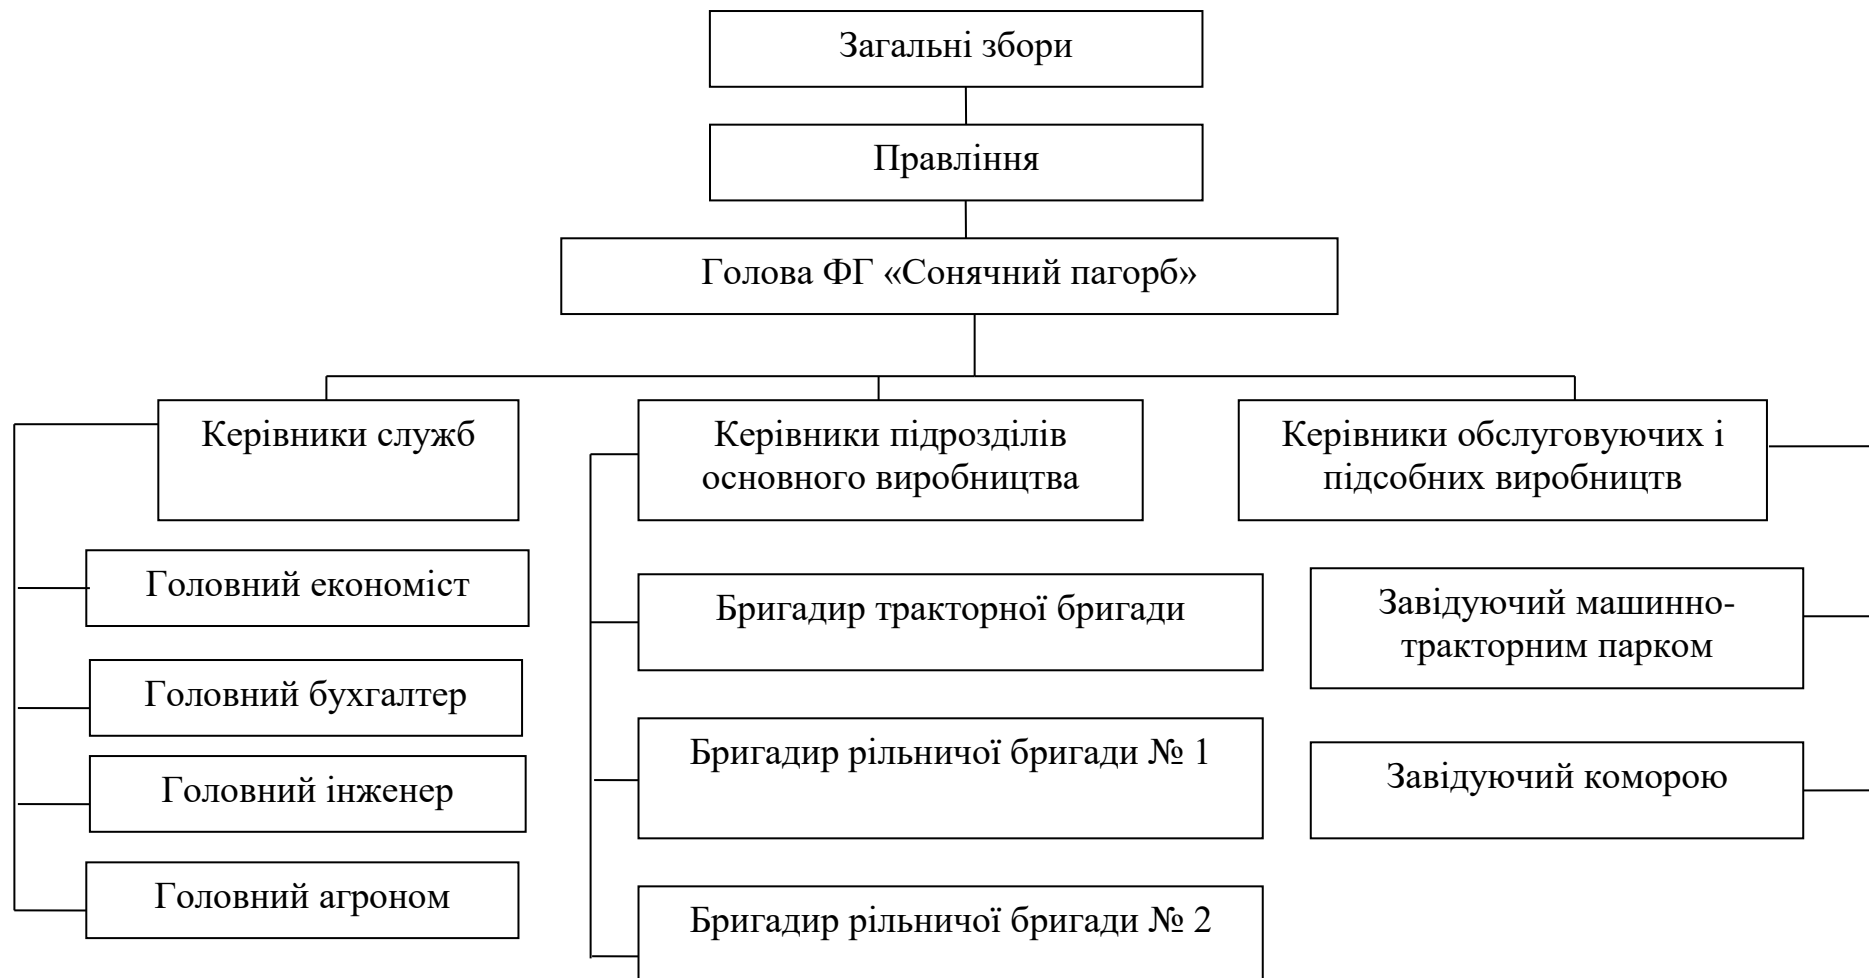 Загальні збори
Правління
Голова ФГ «Сонячний пагорб»
Керівники служб
Головний економіст
Головний бухгалтер
Головний інженер
Головний агроном
Керівники підрозділів
основного виробництва
Бригадир тракторної бригади
Бригадир рільничої бригади № 1
Бригадир рільничої бригади № 2
Керівники обслуговуючих і
підсобних виробництв
Завідуючий машинно-
тракторним парком
Завідуючий коморою